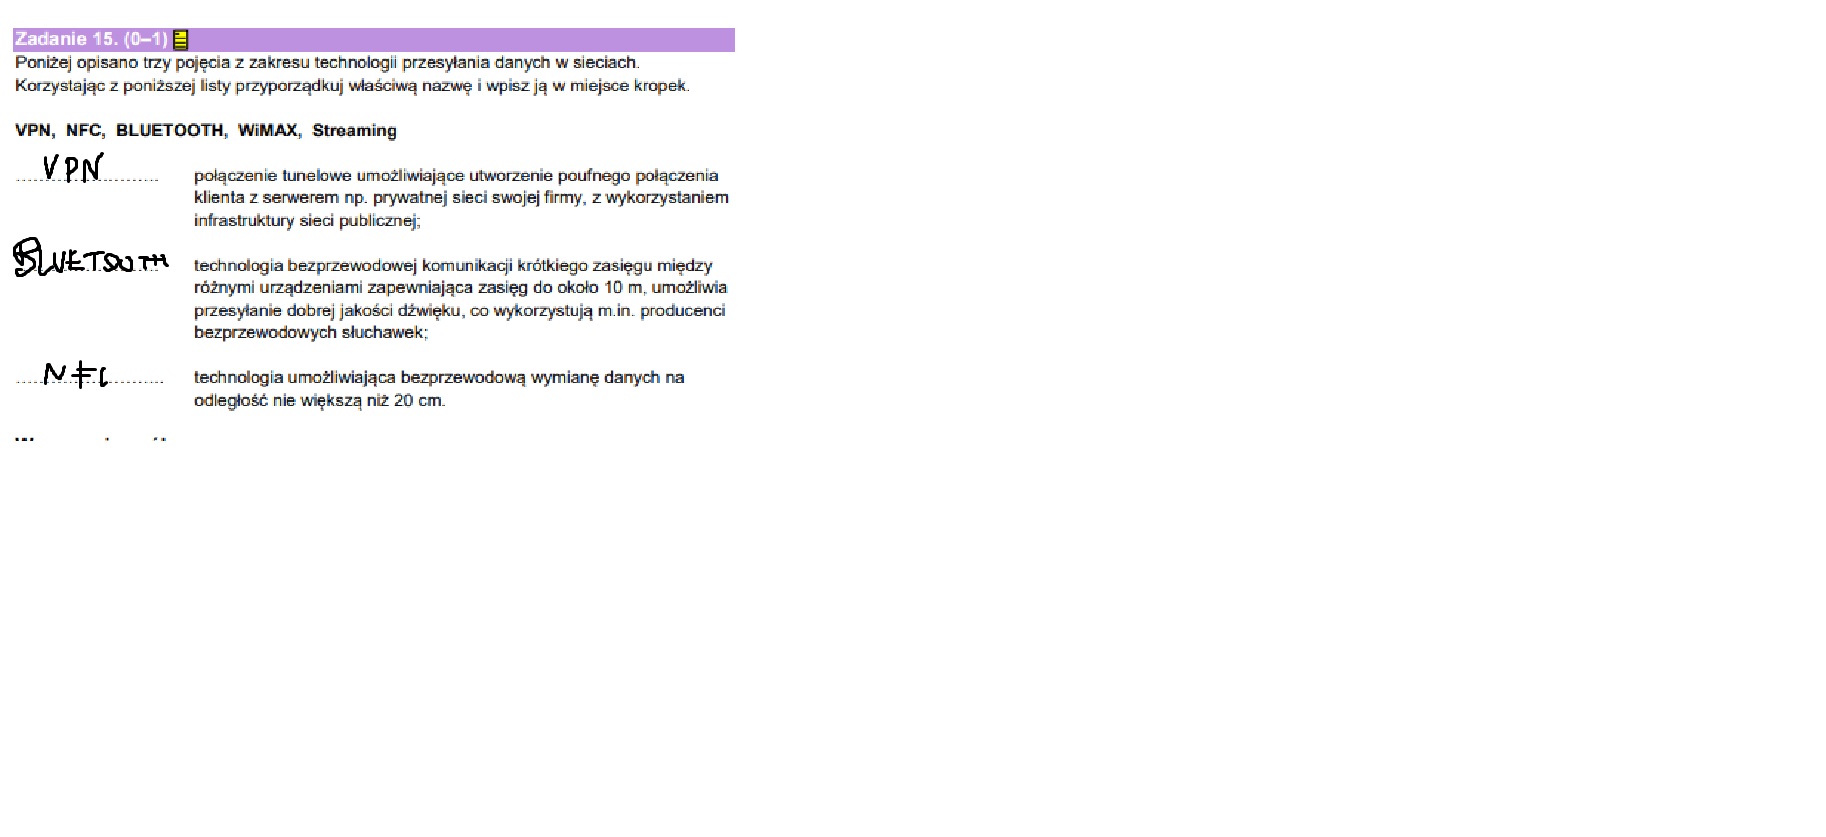 Zadanie 15. (0–1)
Poniżej opisano trzy pojęcia z zakresu technologii przesyłania danych w sieciach.
Korzystając z poniższej listy przyporządkuj właściwą nazwę i wpisz ją w miejsce kropek.
VPN, NFC, BLUETOOTH, WiMAX, Streaming
VPN
połączenie tunelowe umożliwiające utworzenie poufnego połączenia
klienta z serwerem np. prywatnej sieci swojej firmy, z wykorzystaniem
infrastruktury sieci publicznej;
BLUETOOTH
technologia bezprzewodowej komunikacji krótkiego zasięgu między
różnymi urządzeniami zapewniająca zasięg do około 10 m, umożliwia
przesyłanie dobrej jakości dźwięku, co wykorzystują m.in. producenci
bezprzewodowych słuchawek;
NFC
technologia umożliwiająca bezprzewodową wymianę danych na
odległość nie większą niż 20 cm.